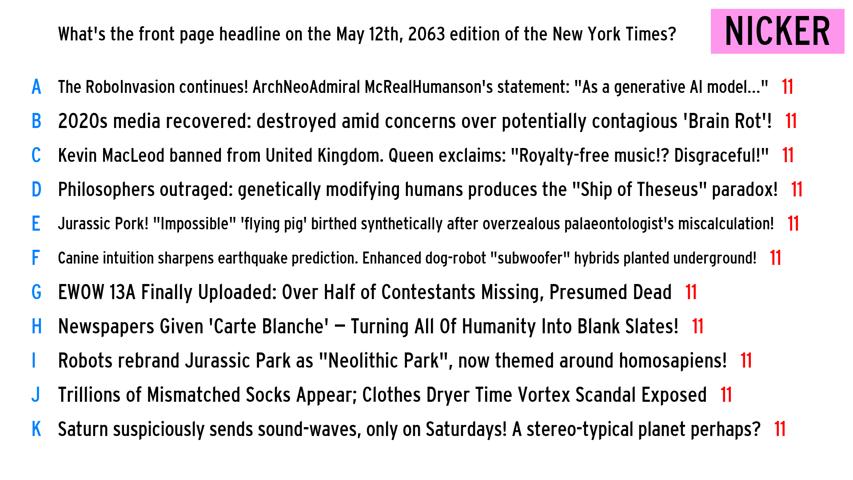 What's the front page headline on the May 12th, 2063 edition of the New York Times?
NICKER
A The RoboInvasion continues! ArchNeoAdmiral McRealHumanson's statement: "As a generative AI model..." 11
B 2020s media recovered: destroyed amid concerns over potentially contagious 'Brain Rot'! 11
C Kevin MacLeod banned from United Kingdom. Queen exclaims: "Royalty-free music!? Disgraceful!" 11
D Philosophers outraged: genetically modifying humans produces the "Ship of Theseus" paradox! 11
E Jurassic Pork! "Impossible" 'flying pig' birthed synthetically after overzealous palaeontologist's miscalculation! 11
F Canine intuition sharpens earthquake prediction. Enhanced dog-robot "subwoofer" hybrids planted underground! 11
G EWOW 13A Finally Uploaded: Over Half of Contestants Missing, Presumed Dead 11
H Newspapers Given 'Carte Blanche' – Turning All Of Humanity Into Blank Slates! 11
I Robots rebrand Jurassic Park as "Neolithic Park", now themed around homosapiens! 11
J Trillions of Mismatched Socks Appear; Clothes Dryer Time Vortex Scandal Exposed 11
K Saturn suspiciously sends sound-waves, only on Saturdays! A stereo-typical planet perhaps? 11